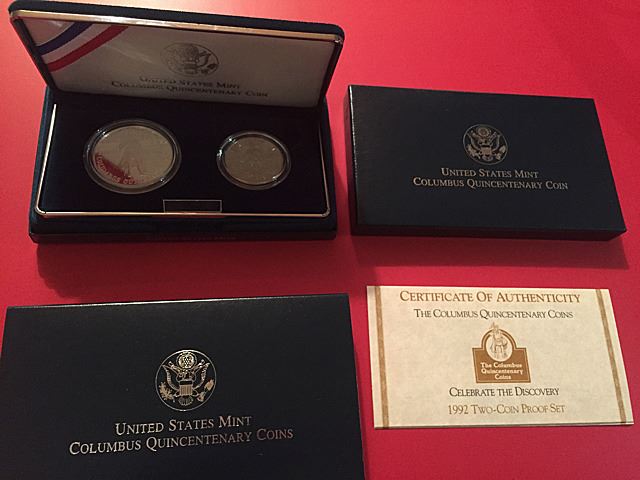 UNITED STATES MINT
COLUMBUS QUINCENTENARY COIN
UNITED STATES MINT
COLUMBUS QUINCENTENARY COIN
CERTIFICATE OF AUTHENTICITY
THE COLUMBUS QUINCENTENARY COINS
The Columbus
Quincentenary
Coins
CELEBRATE THE DISCOVERY
1992 TWO-COIN PROOF SET
UNITED STATES MINT
COLUMBUS QUINCENTENARY COINS